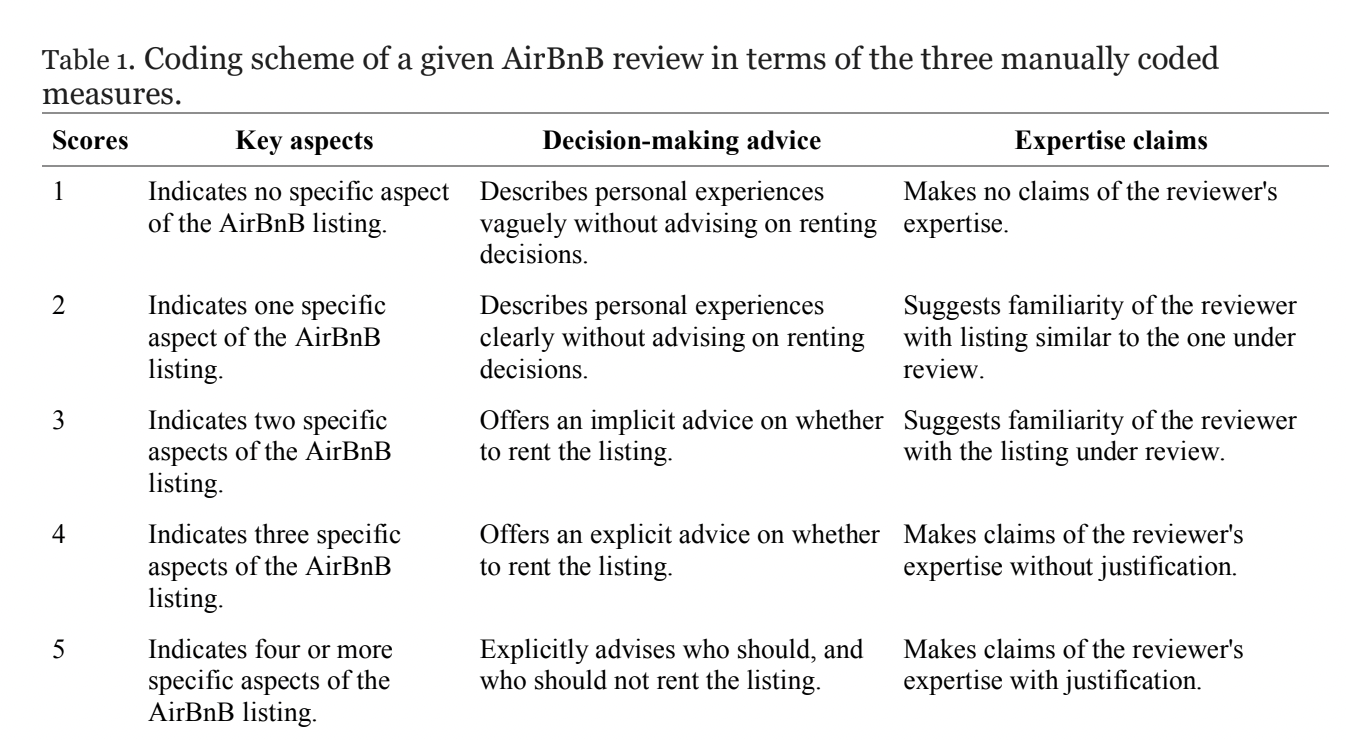 Table 1. Coding scheme of a given AirBnB review in terms of the three manually coded
measures.
Scores Key aspects Decision-making advice Expertise claims
1 Indicates no specific aspect Describes personal experiences Makes no claims of the reviewer's
of the AirBnB listing. vaguely without advising on renting expertise.
decisions.
2 Indicates one specific Describes personal experiences Suggests familiarity of the reviewer
aspect of the AirBnB clearly without advising on renting with listing similar to the one under
listing. decisions. review.
3 Indicates two specific Offers an implicit advice on whether Suggests familiarity of the reviewer
aspects of the AirBnB to rent the listing. with the listing under review.
listing.
4 Indicates three specific Offers an explicit advice on whether Makes claims of the reviewer's
aspects of the AirBnB to rent the listing. expertise without justification.
listing.
5 Indicates four or more Explicitly advises who should, and Makes claims of the reviewer's
specific aspects of the who should not rent the listing. expertise with justification.
AirBnB listing.